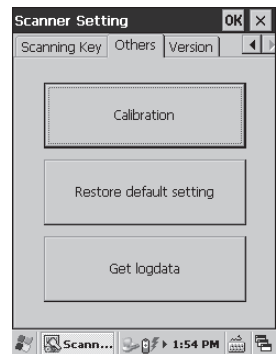 Scanner Setting OK ×
Scanning Key Others Version
Calibration
Restore default setting
Get logdata
Scann... 1:54 PM